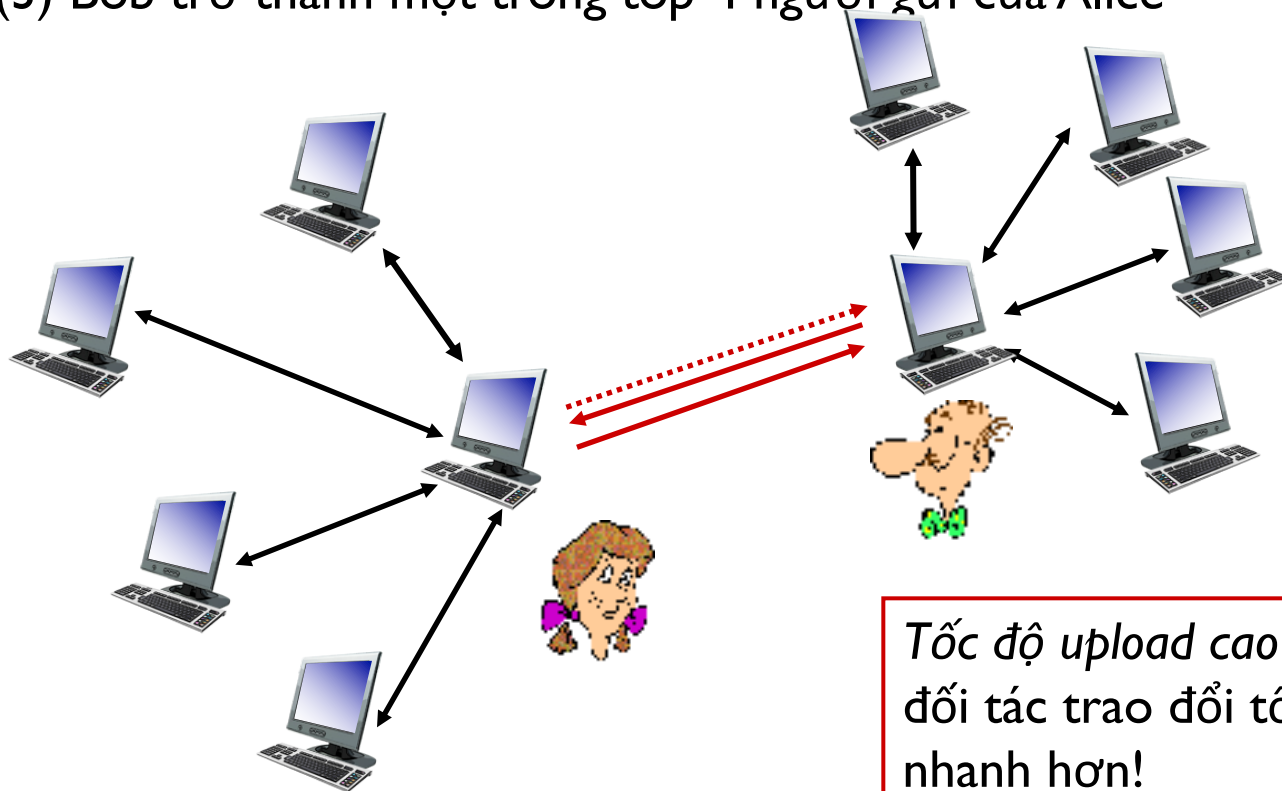 (3) Bob trở thành một trong top-4 người gửi của Alice
Tốc độ upload cao
đối tác trao đổi
nhanh hơn!